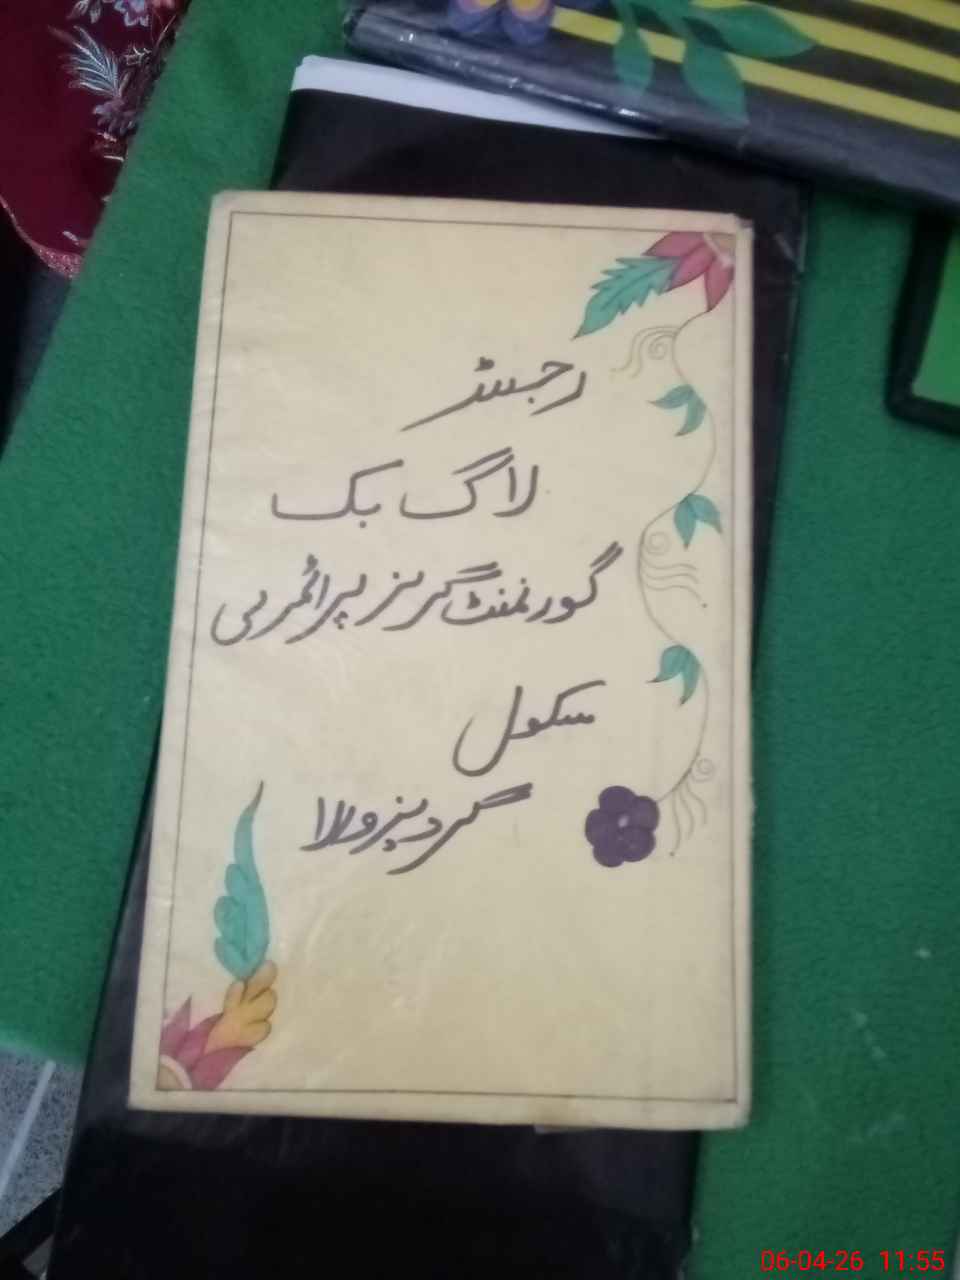 رجسٹر
لاگ بک
گورنمنٹ گرلز پرائمری
سکول
06-04-26 11:55